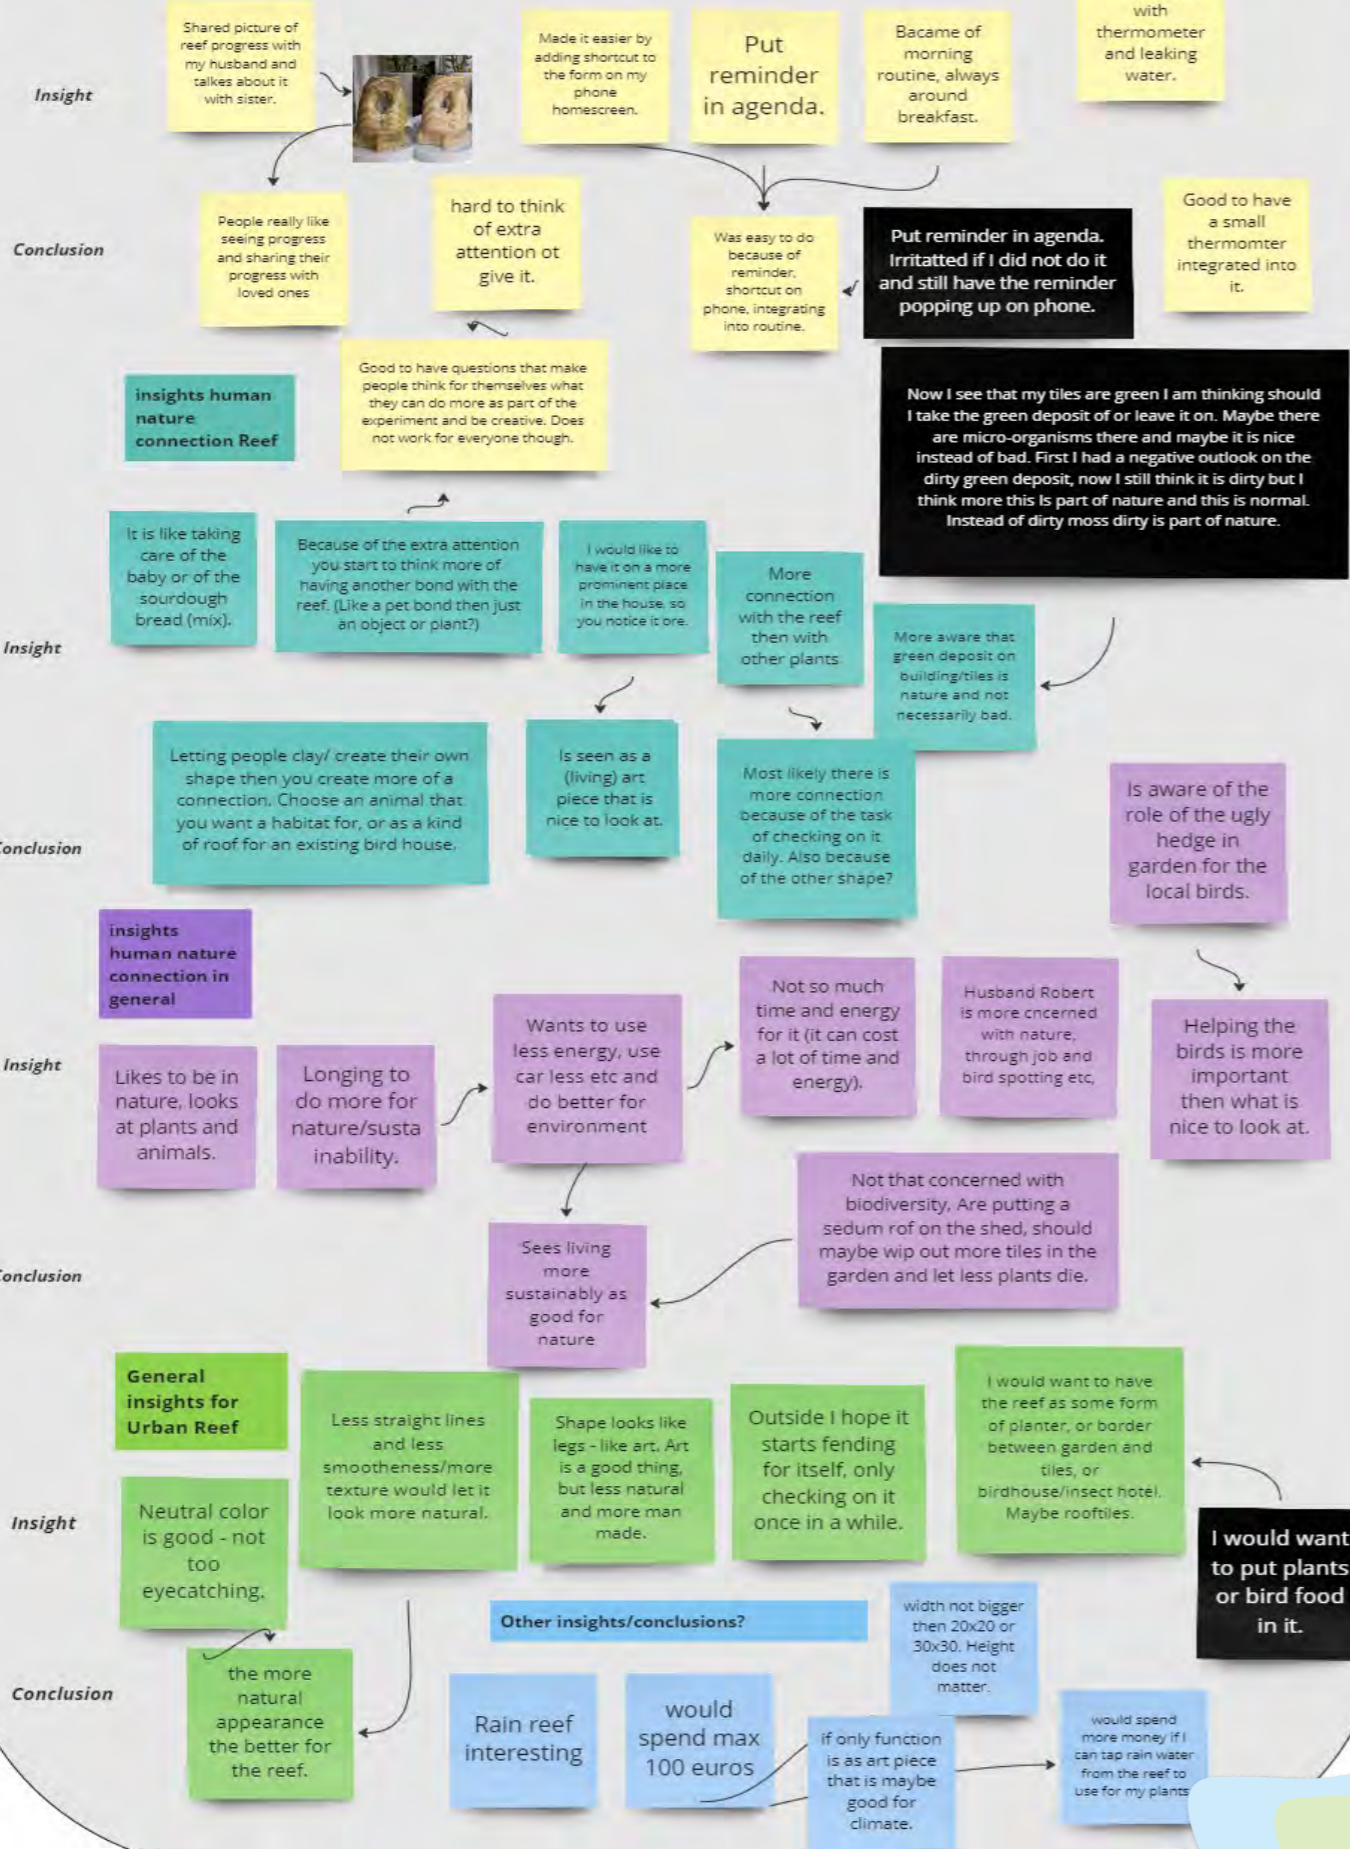 Shared picture of
reef progress with
my husband and
talkes about it
with sister.
Made it easier by
adding shortcut to
the form on my
phone
homescreen.
Put
reminder
in agenda.
Bacame of
morning
routine, always
around
breakfast.
with
thermometer
and leaking
water.
Insight
Conclusion
People really like
seeing progress
and sharing their
progress with
loved ones
hard to think
of extra
attention ot
give it.
Was easy to do
because of
reminder,
shortcut on
phone, integrating
into routine.
Put reminder in agenda.
Irritatted if I did not do it
and still have the reminder
popping up on phone.
Good to have
a small
thermomter
integrated into
it.
Good to have questions that make
people think for themselves what
they can do more as part of the
experiment and be creative. Does
not work for everyone though.
insights human
nature
connection Reef
Now I see that my tiles are green I am thinking should
I take the green deposit of or leave it on. Maybe there
are micro-organisms there and maybe it is nice
instead of bad. First I had a negative outlook on the
dirty green deposit, now I still think it is dirty but I
think more this Is part of nature and this is normal.
Instead of dirty moss dirty is part of nature.
Insight
It is like taking
care of the
baby or of the
sourdough
bread (mix).
Because of the extra attention
you start to think more of
having another bond with the
reef. (Like a pet bond then just
an object or plant?)
I would like to
have it on a more
prominent place
in the house, so
you notice it ore.
More
connection
with the reef
then with
other plants
More aware that
green deposit on
building/tiles is
nature and not
necessarily bad.
Conclusion
Letting people clay/ create their own
shape then you create more of a
connection. Choose an animal that
you want a habitat for, or as a kind
of roof for an existing bird house.
Is seen as a
(living) art
piece that is
nice to look at.
Most likely there is
more connection
because of the task
of checking on it
daily. Also because
of the other shape?
Is aware of the
role of the ugly
hedge in
garden for the
local birds.
insights
human nature
connection in
general
Insight
Likes to be in
nature, looks
at plants and
animals.
Longing to
do more for
nature/susta
inability.
Wants to use
less energy, use
car less etc and
do better for
environment
Not so much
time and energy
for it (it can cost
a lot of time and
energy).
Husband Robert
is more cncerned
with nature,
through job and
bird spotting etc,
Helping the
birds is more
important
then what is
nice to look at.
Conclusion
Sees living
more
sustainably as
good for
nature
Not that concerned with
biodiversity, Are putting a
sedum rof on the shed, should
maybe wip out more tiles in the
garden and let less plants die.
General
insights for
Urban Reef
Insight
Neutral color
is good - not
too
eyecatching.
Less straight lines
and less
smootheness/more
texture would let it
look more natural.
Shape looks like
legs - like art. Art
is a good thing,
but less natural
and more man
made.
Outside I hope it
starts fending
for itself, only
checking on it
once in a while.
I would want to have
the reef as some form
of planter, or border
between garden and
tiles, or
birdhouse/insect hotel.
Maybe rooftiles.
I would want
to put plants
or bird food
in it.
Other insights/conclusions?
Conclusion
the more
natural
appearance
the better for
the reef.
Rain reef
interesting
would
spend max
100 euros
width not bigger
then 20x20 or
30x30. Height
does not
matter.
if only function
is as art piece
that is maybe
good for
climate.
would spend
more money if I
can tap rain water
from the reef to
use for my plants